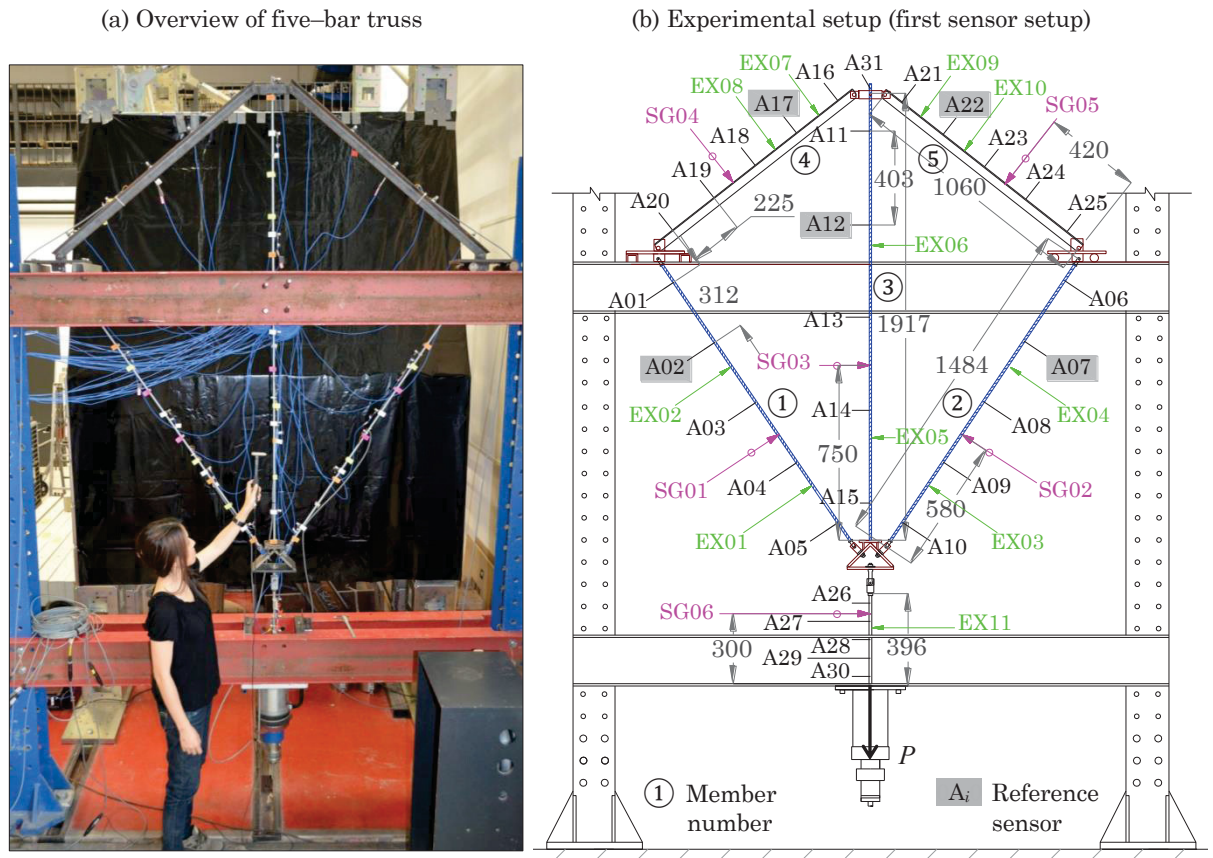 (a) Overview of five–bar truss
(b) Experimental setup (first sensor setup)
A31
EX07
A16
A21
EX09
EX08
EX10
A17
A22
SG04
SG05
A11
A18
A23
④
⑤
420
A19
403
1060
A24
A20
225
A12
A25
EX06
A01
312
③
A06
A13
1917
A02
SG03
1484
A07
EX02
①
②
EX04
A03
A14
A08
750
EX05
SG01
A04
A09
SG02
A15
580
EX01
A05
A10
EX03
A26
SG06
A27
EX11
300
A28
396
A29
A30
P
① Member
number
Aᵢ Reference
sensor